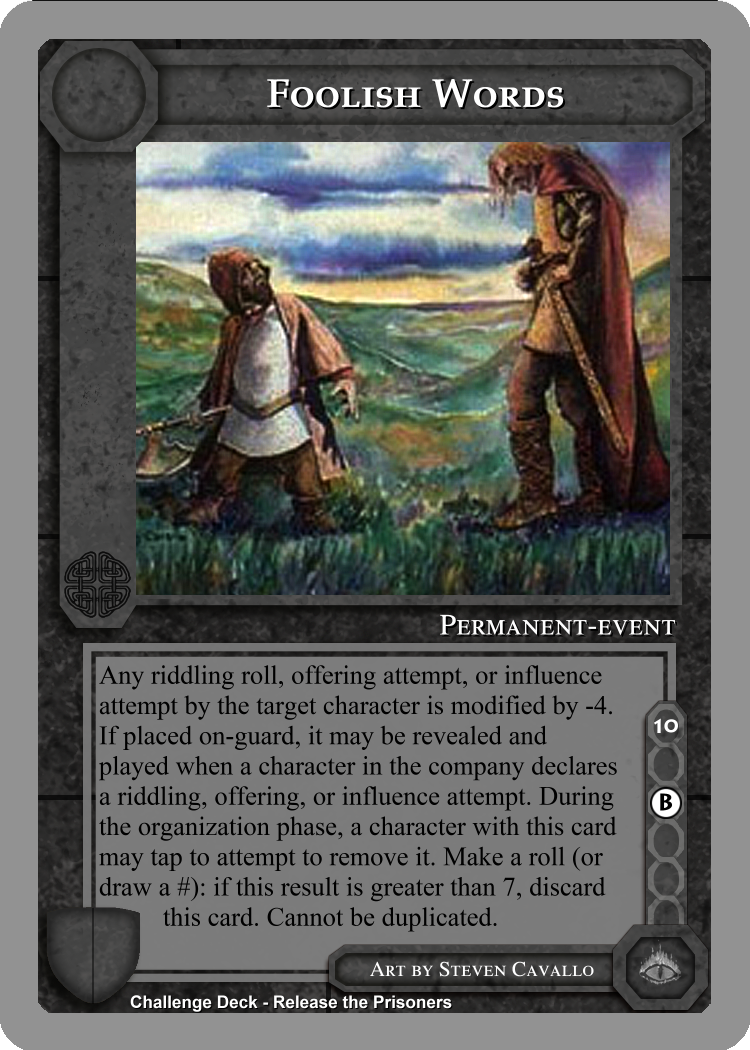 Foolish Words
Permanent-event
Any riddling roll, offering attempt, or influence
attempt by the target character is modified by -4.
If placed on-guard, it may be revealed and
played when a character in the company declares
a riddling, offering, or influence attempt. During
the organization phase, a character with this card
may tap to attempt to remove it. Make a roll (or
draw a #): if this result is greater than 7, discard
this card. Cannot be duplicated.
10
B
Art by Steven Cavallo
Challenge Deck - Release the Prisoners